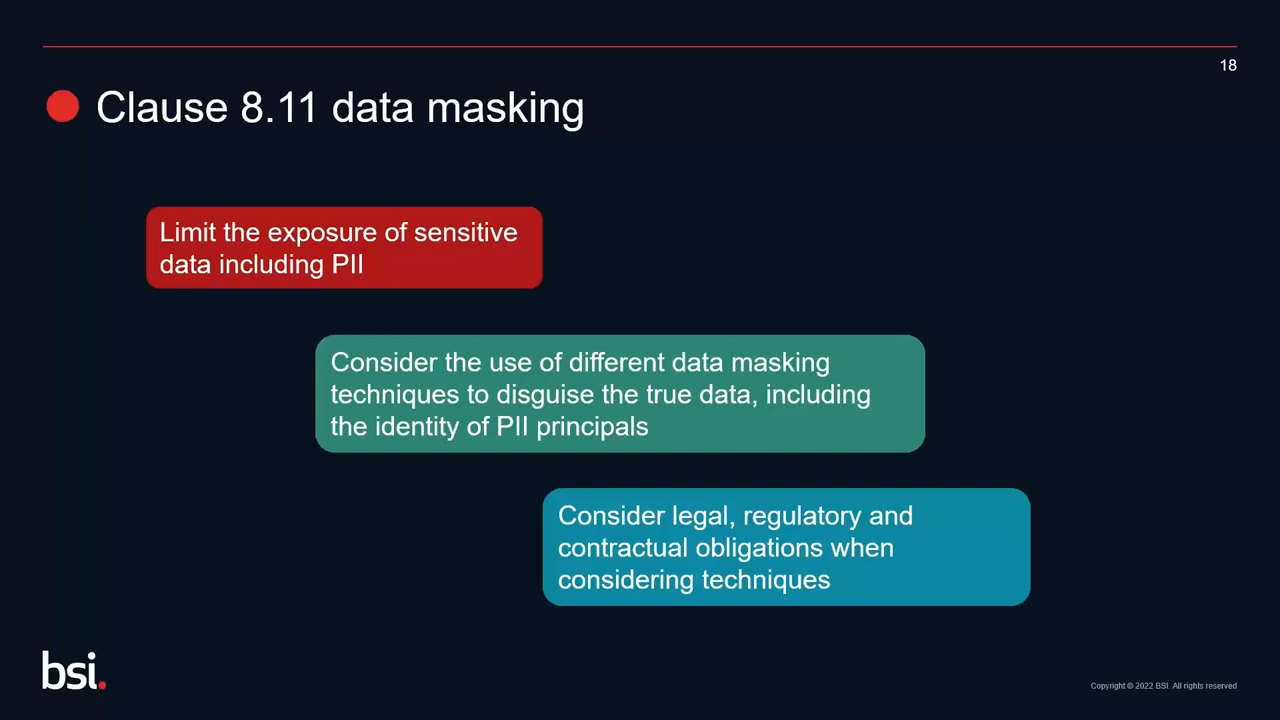 18
Clause 8.11 data masking
Limit the exposure of sensitive
data including PII
Consider the use of different data masking
techniques to disguise the true data, including
the identity of PII principals
Consider legal, regulatory and
contractual obligations when
considering techniques
bsi.
Copyright © 2022 BSI. All rights reserved